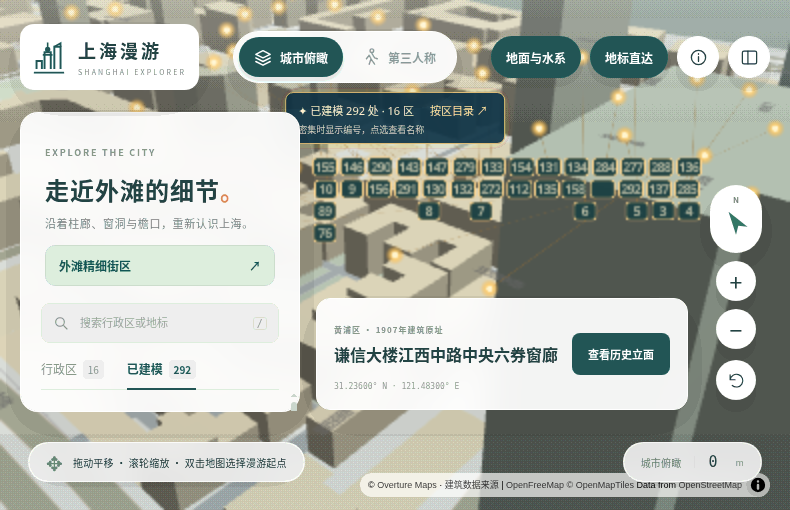 上海漫游
SHANGHAI EXPLORER
城市俯瞰
第三人称
地面与水系
地标直达
✦ 已建模 292 处 · 16 区 按区目录 ↗
密集时显示编号，点选查看名称
EXPLORE THE CITY
走近外滩的细节。
沿着柱廊、窗洞与檐口，重新认识上海。
外滩精细街区 ↗
搜索行政区或地标 /
行政区 16 已建模 292
155 146 290 143 147 279 133 154 131 134 284 277 288 136
10 9 156 291 130 132 272 112 135 158 292 137 285
89 8 7 6 5 3 4
76
N
+
−
黄浦区 · 1907年建筑原址
谦信大楼江西中路中央六券窗廊
查看历史立面
31.23600° N · 121.48300° E
拖动平移 · 滚轮缩放 · 双击地图选择漫游起点
城市俯瞰 0 m
© Overture Maps · 建筑数据来源 | OpenFreeMap © OpenMapTiles Data from OpenStreetMap